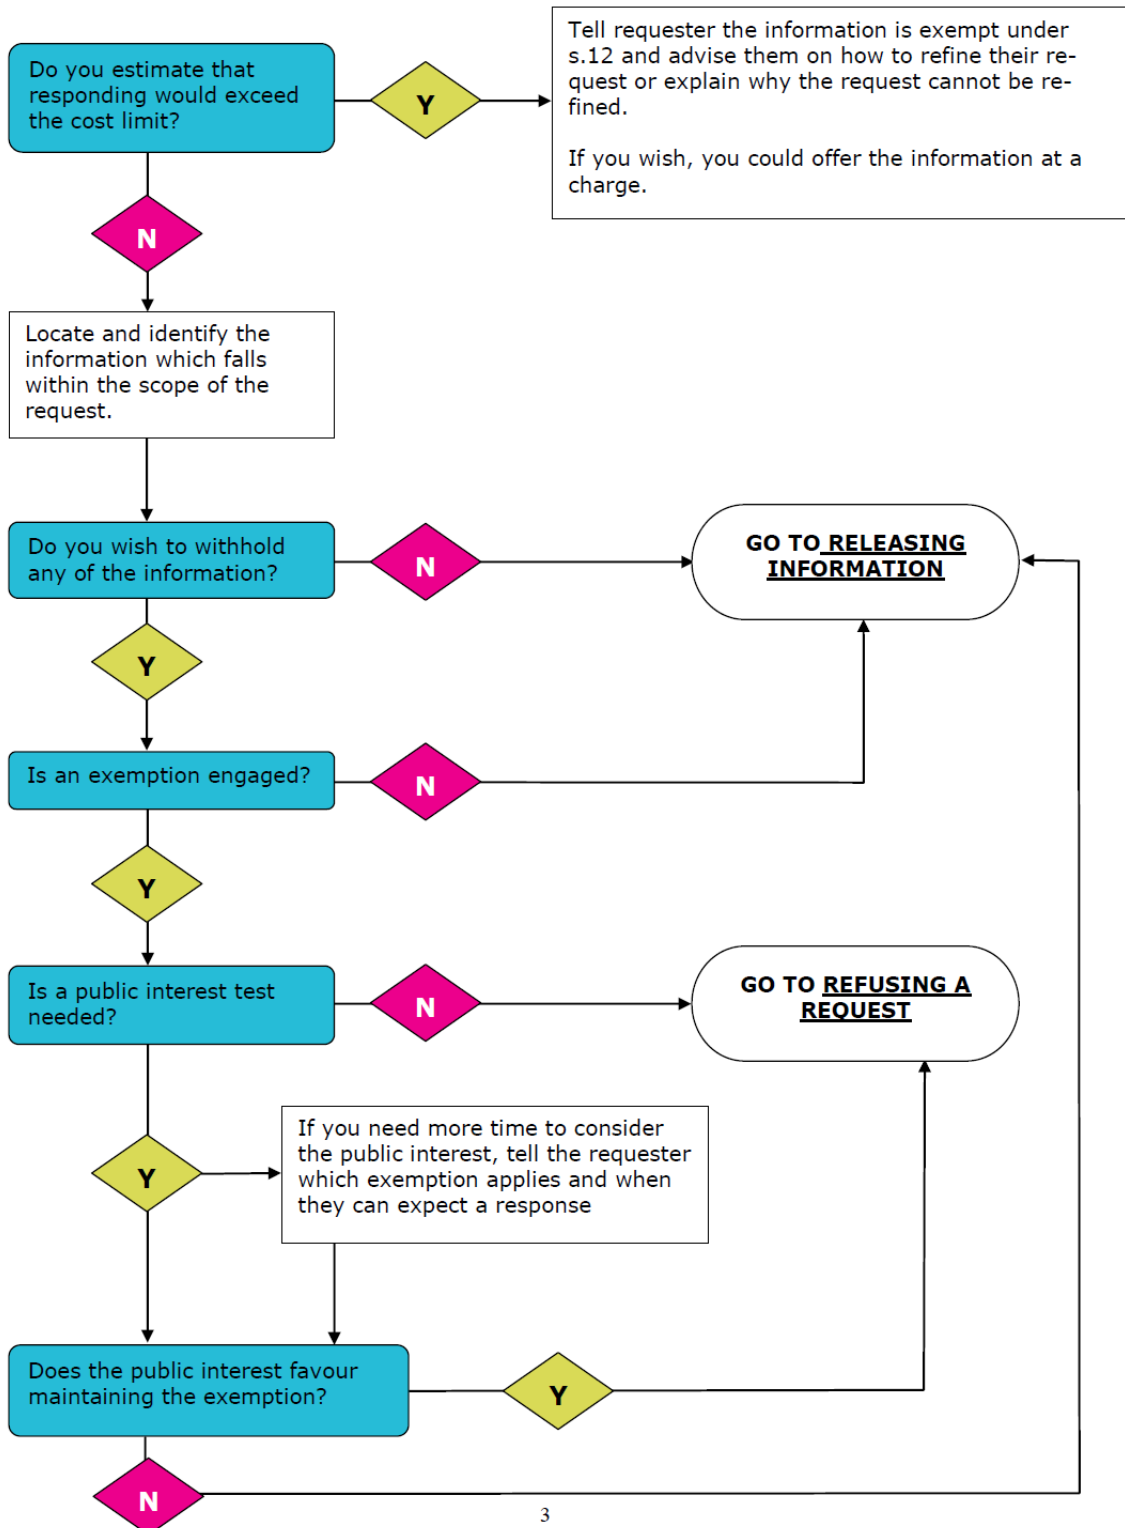 Do you estimate that
responding would exceed
the cost limit?
Y
Tell requester the information is exempt under
s.12 and advise them on how to refine their re-
quest or explain why the request cannot be re-
fined.
If you wish, you could offer the information at a
charge.
N
Locate and identify the
information which falls
within the scope of the
request.
Do you wish to withhold
any of the information?
N
GO TO RELEASING
INFORMATION
Y
Is an exemption engaged?
N
Y
Is a public interest test
needed?
N
GO TO REFUSING A
REQUEST
Y
If you need more time to consider
the public interest, tell the requester
which exemption applies and when
they can expect a response
Does the public interest favour
maintaining the exemption?
Y
N
3